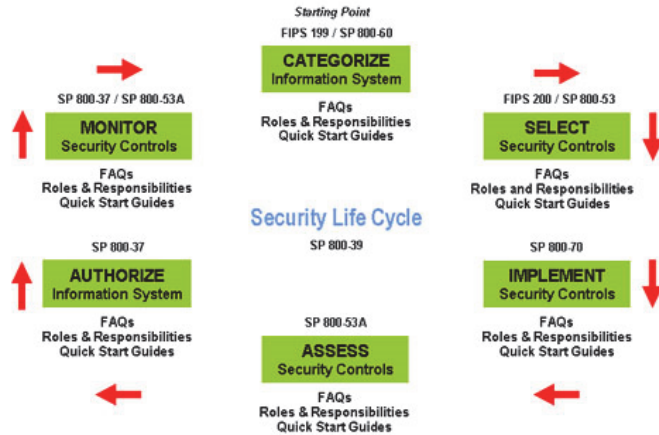 Starting Point
FIPS 199 / SP 800-60
CATEGORIZE
Information System
FAQs
Roles & Responsibilities
Quick Start Guides
FIPS 200 / SP 800-53
SELECT
Security Controls
FAQs
Roles and Responsibilities
Quick Start Guides
SP 800-70
IMPLEMENT
Security Controls
FAQs
Roles & Responsibilities
Quick Start Guides
SP 800-53A
ASSESS
Security Controls
FAQs
Roles & Responsibilities
Quick Start Guides
SP 800-37
AUTHORIZE
Information System
FAQs
Roles & Responsibilities
Quick Start Guides
SP 800-37 / SP 800-53A
MONITOR
Security Controls
FAQs
Roles & Responsibilities
Quick Start Guides
Security Life Cycle
SP 800-39